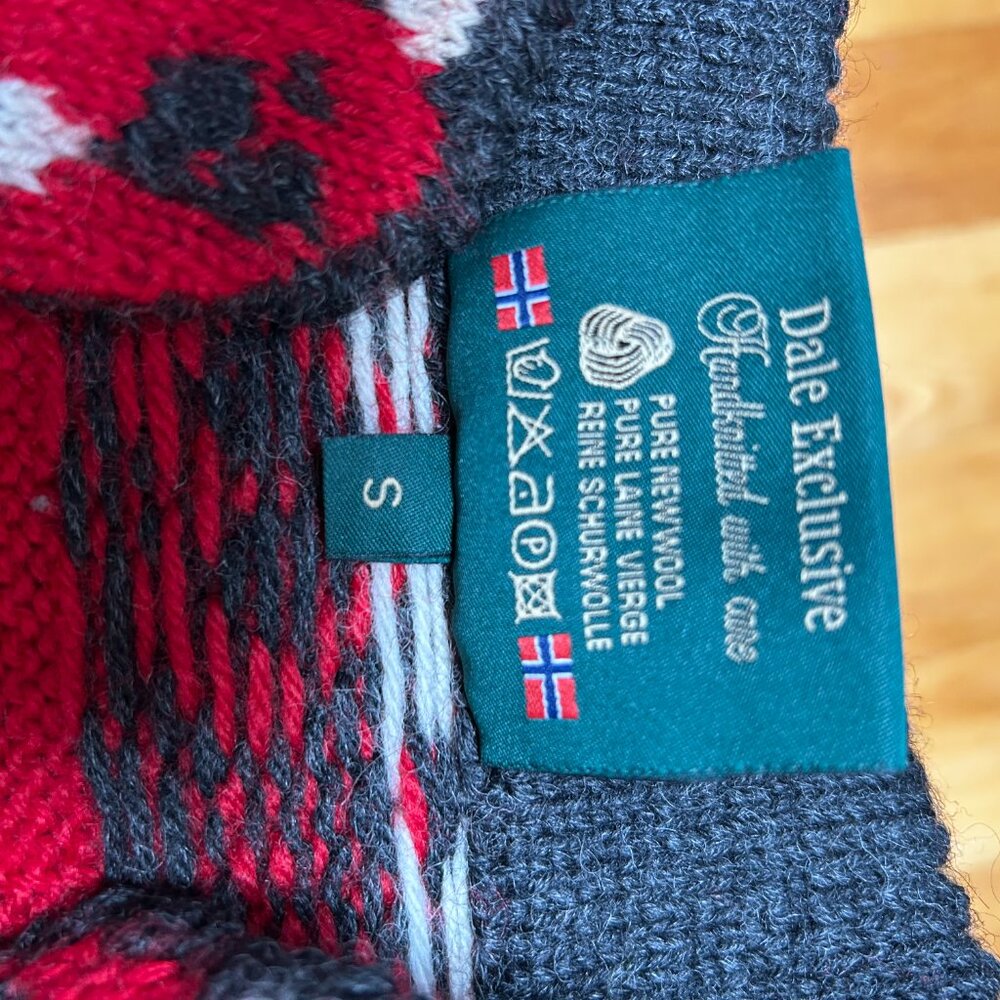 Dale Exclusive
Handknitted with care
PURE NEW WOOL
PURE LAINE VIERGE
REINE SCHURWOLLE
a P
S